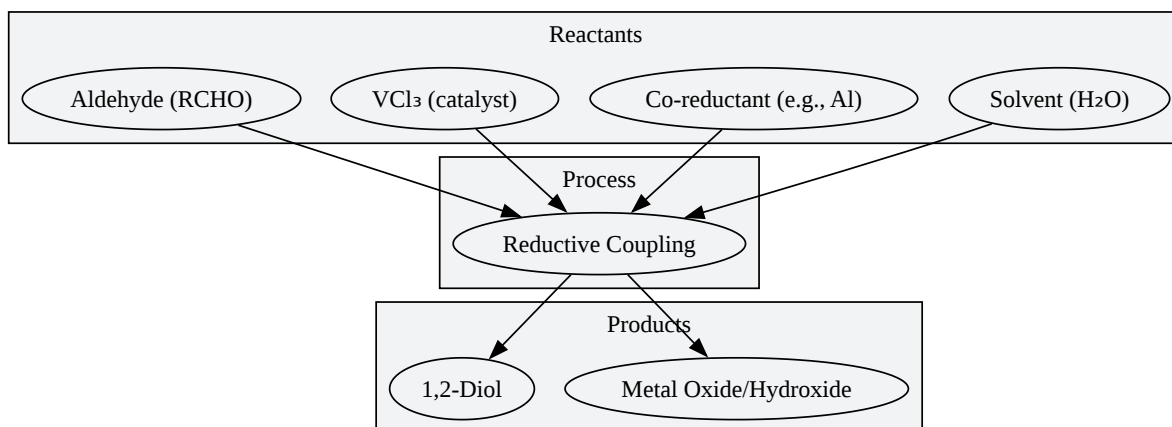 Reactants
Aldehyde (RCHO)
VCl₃ (catalyst)
Co-reductant (e.g., Al)
Solvent (H₂O)
Process
Reductive Coupling
Products
1,2-Diol
Metal Oxide/Hydroxide